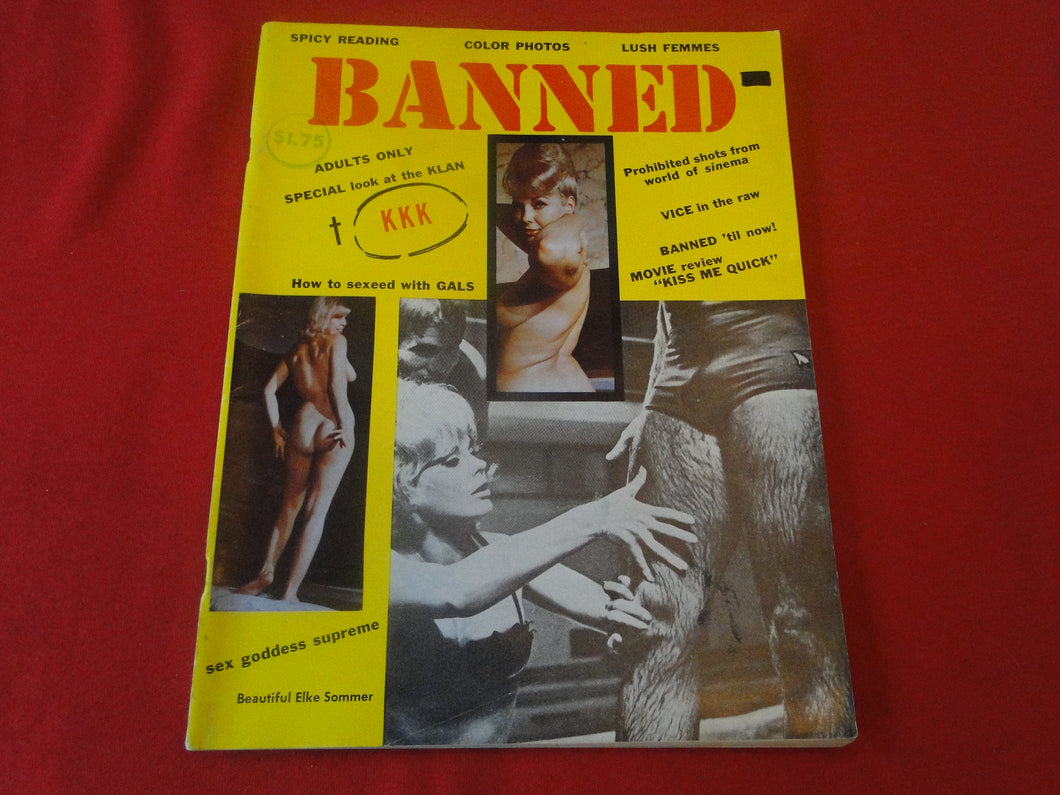 SPICY READING
COLOR PHOTOS
LUSH FEMMES
BANNED
$1.75
ADULTS ONLY
SPECIAL look at the KLAN
KKK
How to sexeed with GALS
Prohibited shots from
world of sinema
VICE in the raw
BANNED 'til now!
MOVIE review
"KISS ME QUICK"
sex goddess supreme
Beautiful Elke Sommer